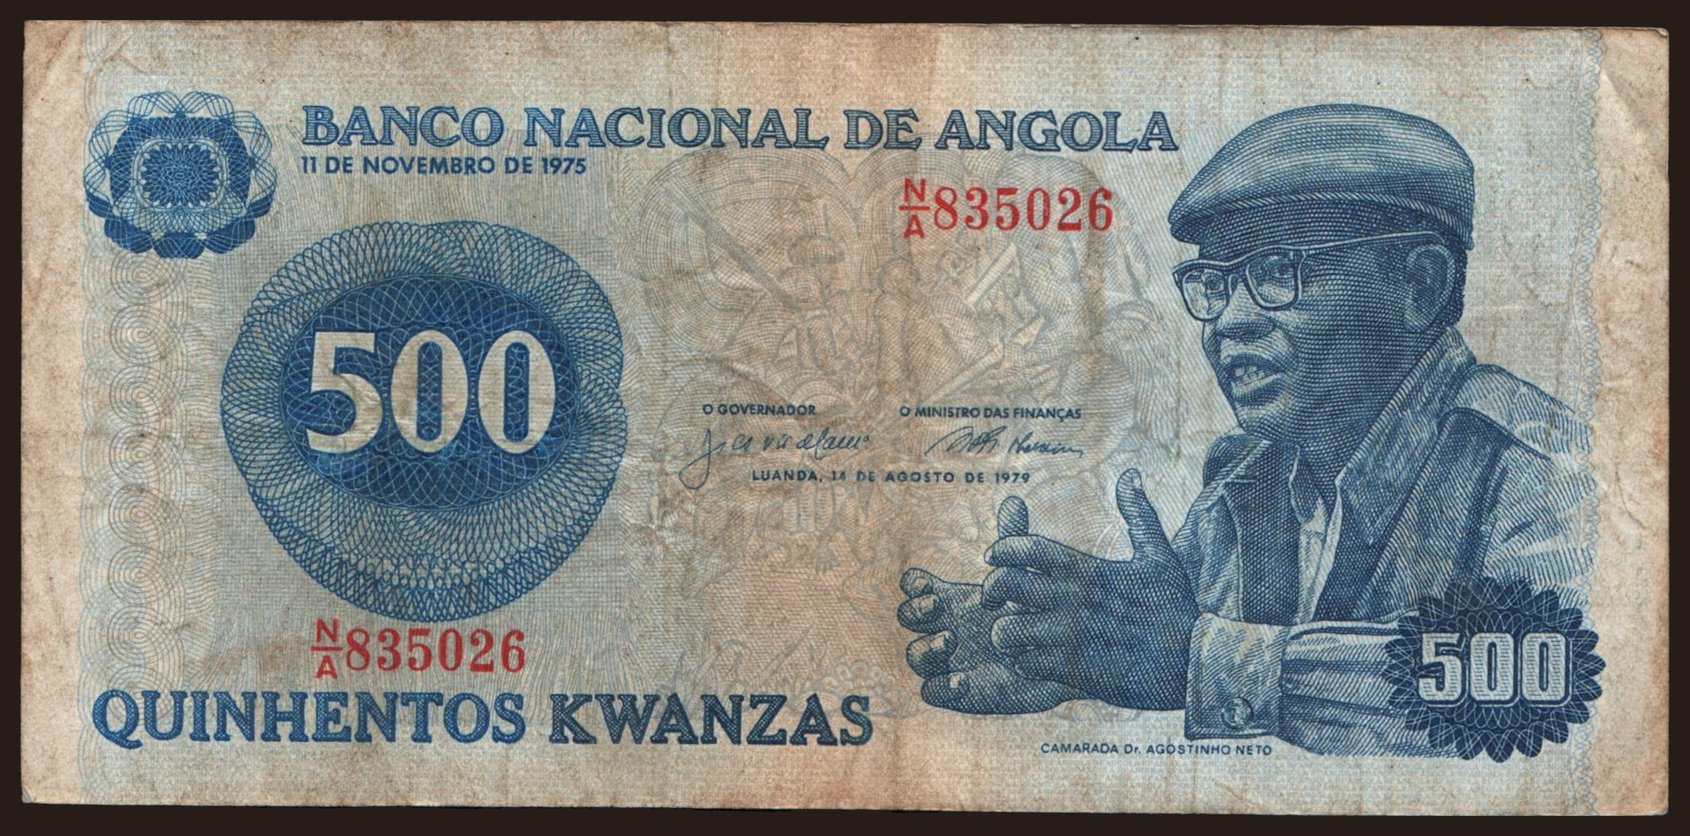 BANCO NACIONAL DE ANGOLA
11 DE NOVEMBRO DE 1975
N/A 835026
500
O GOVERNADOR
O MINISTRO DAS FINANÇAS
LUANDA, 14 DE AGOSTO DE 1979
N/A 835026
QUINHENTOS KWANZAS
500
CAMARADA Dr. AGOSTINHO NETO